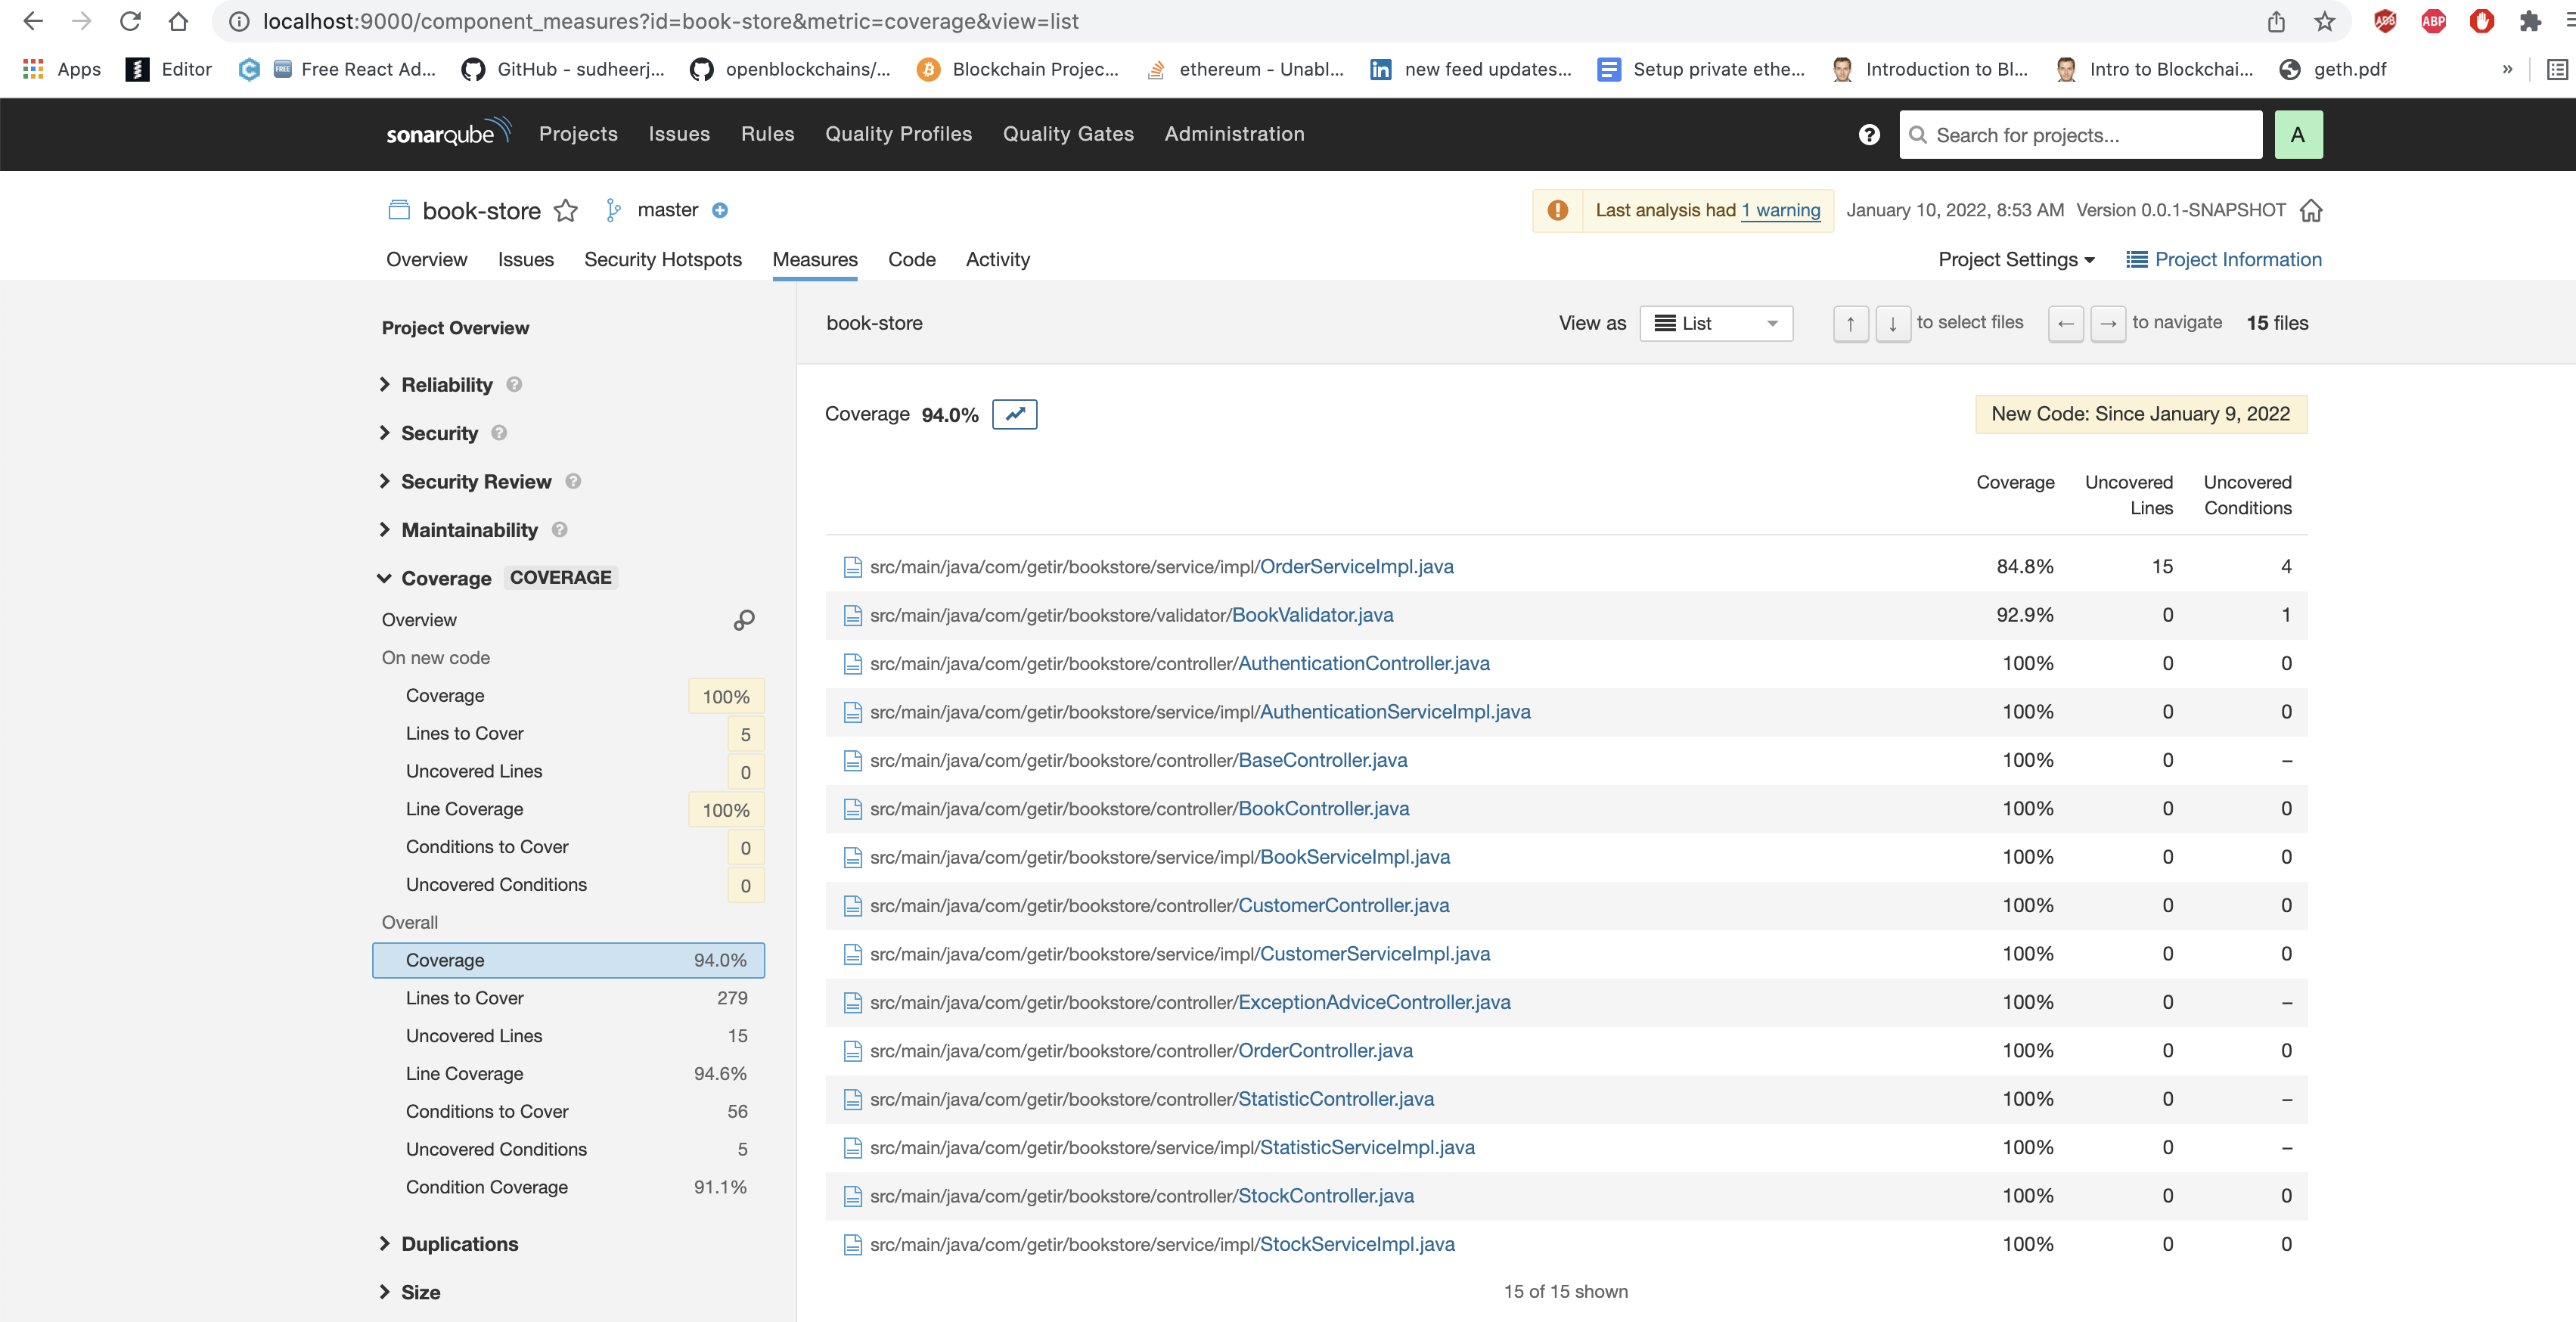 localhost:9000/component_measures?id=book-store&metric=coverage&view=list
ABP
Apps Editor FREE Free React Ad... GitHub - sudheerj... openblockchains/... Blockchain Projec... ethereum - Unabl... in new feed updates... Setup private ethe... Introduction to Bl... Intro to Blockchai... geth.pdf »
sonarqube Projects Issues Rules Quality Profiles Quality Gates Administration ? Search for projects... A
book-store master Last analysis had 1 warning January 10, 2022, 8:53 AM Version 0.0.1-SNAPSHOT
Overview Issues Security Hotspots Measures Code Activity Project Settings Project Information
Project Overview
Reliability ?
Security ?
Security Review ?
Maintainability ?
Coverage COVERAGE
Overview
On new code
Coverage 100%
Lines to Cover 5
Uncovered Lines 0
Line Coverage 100%
Conditions to Cover 0
Uncovered Conditions 0
Overall
Coverage 94.0%
Lines to Cover 279
Uncovered Lines 15
Line Coverage 94.6%
Conditions to Cover 56
Uncovered Conditions 5
Condition Coverage 91.1%
Duplications
Size
book-store View as List ↑ ↓ to select files ← → to navigate 15 files
Coverage 94.0% New Code: Since January 9, 2022
Coverage Uncovered Lines Uncovered Conditions
src/main/java/com/getir/bookstore/service/impl/OrderServiceImpl.java 84.8% 15 4
src/main/java/com/getir/bookstore/validator/BookValidator.java 92.9% 0 1
src/main/java/com/getir/bookstore/controller/AuthenticationController.java 100% 0 0
src/main/java/com/getir/bookstore/service/impl/AuthenticationServiceImpl.java 100% 0 0
src/main/java/com/getir/bookstore/controller/BaseController.java 100% 0 –
src/main/java/com/getir/bookstore/controller/BookController.java 100% 0 0
src/main/java/com/getir/bookstore/service/impl/BookServiceImpl.java 100% 0 0
src/main/java/com/getir/bookstore/controller/CustomerController.java 100% 0 0
src/main/java/com/getir/bookstore/service/impl/CustomerServiceImpl.java 100% 0 0
src/main/java/com/getir/bookstore/controller/ExceptionAdviceController.java 100% 0 –
src/main/java/com/getir/bookstore/controller/OrderController.java 100% 0 0
src/main/java/com/getir/bookstore/controller/StatisticController.java 100% 0 –
src/main/java/com/getir/bookstore/service/impl/StatisticServiceImpl.java 100% 0 –
src/main/java/com/getir/bookstore/controller/StockController.java 100% 0 0
src/main/java/com/getir/bookstore/service/impl/StockServiceImpl.java 100% 0 0
15 of 15 shown